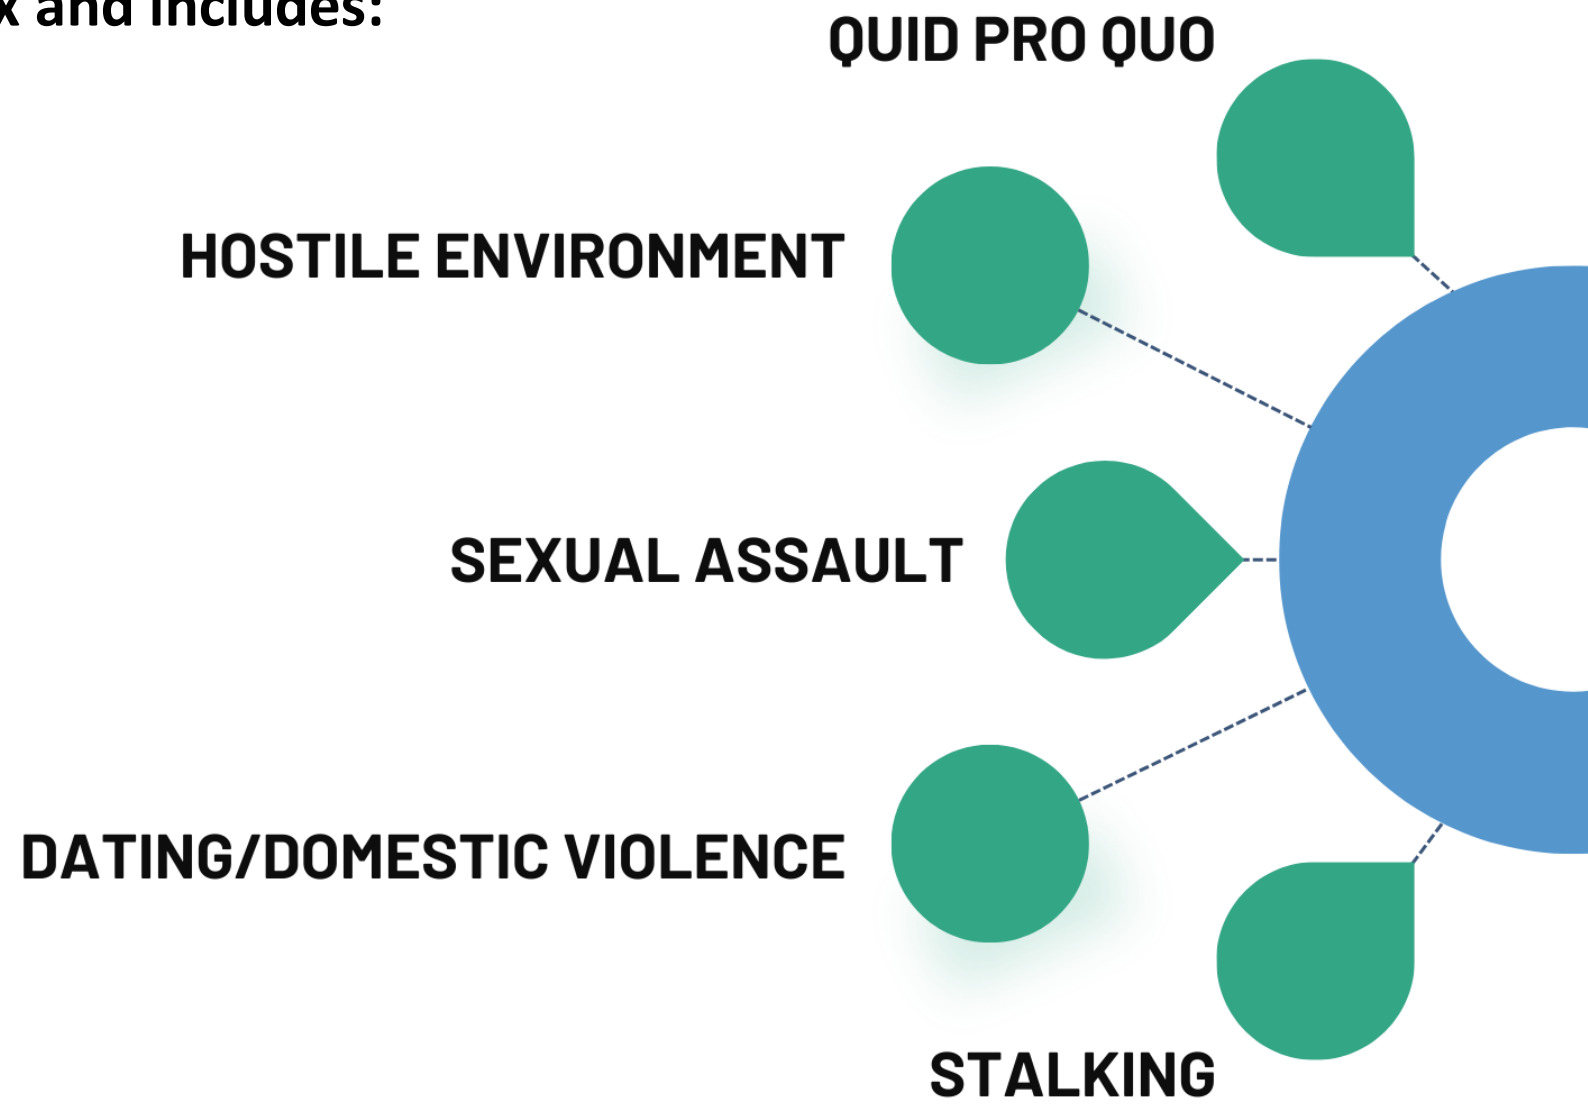 x and includes:
QUID PRO QUO
HOSTILE ENVIRONMENT
SEXUAL ASSAULT
DATING/DOMESTIC VIOLENCE
STALKING